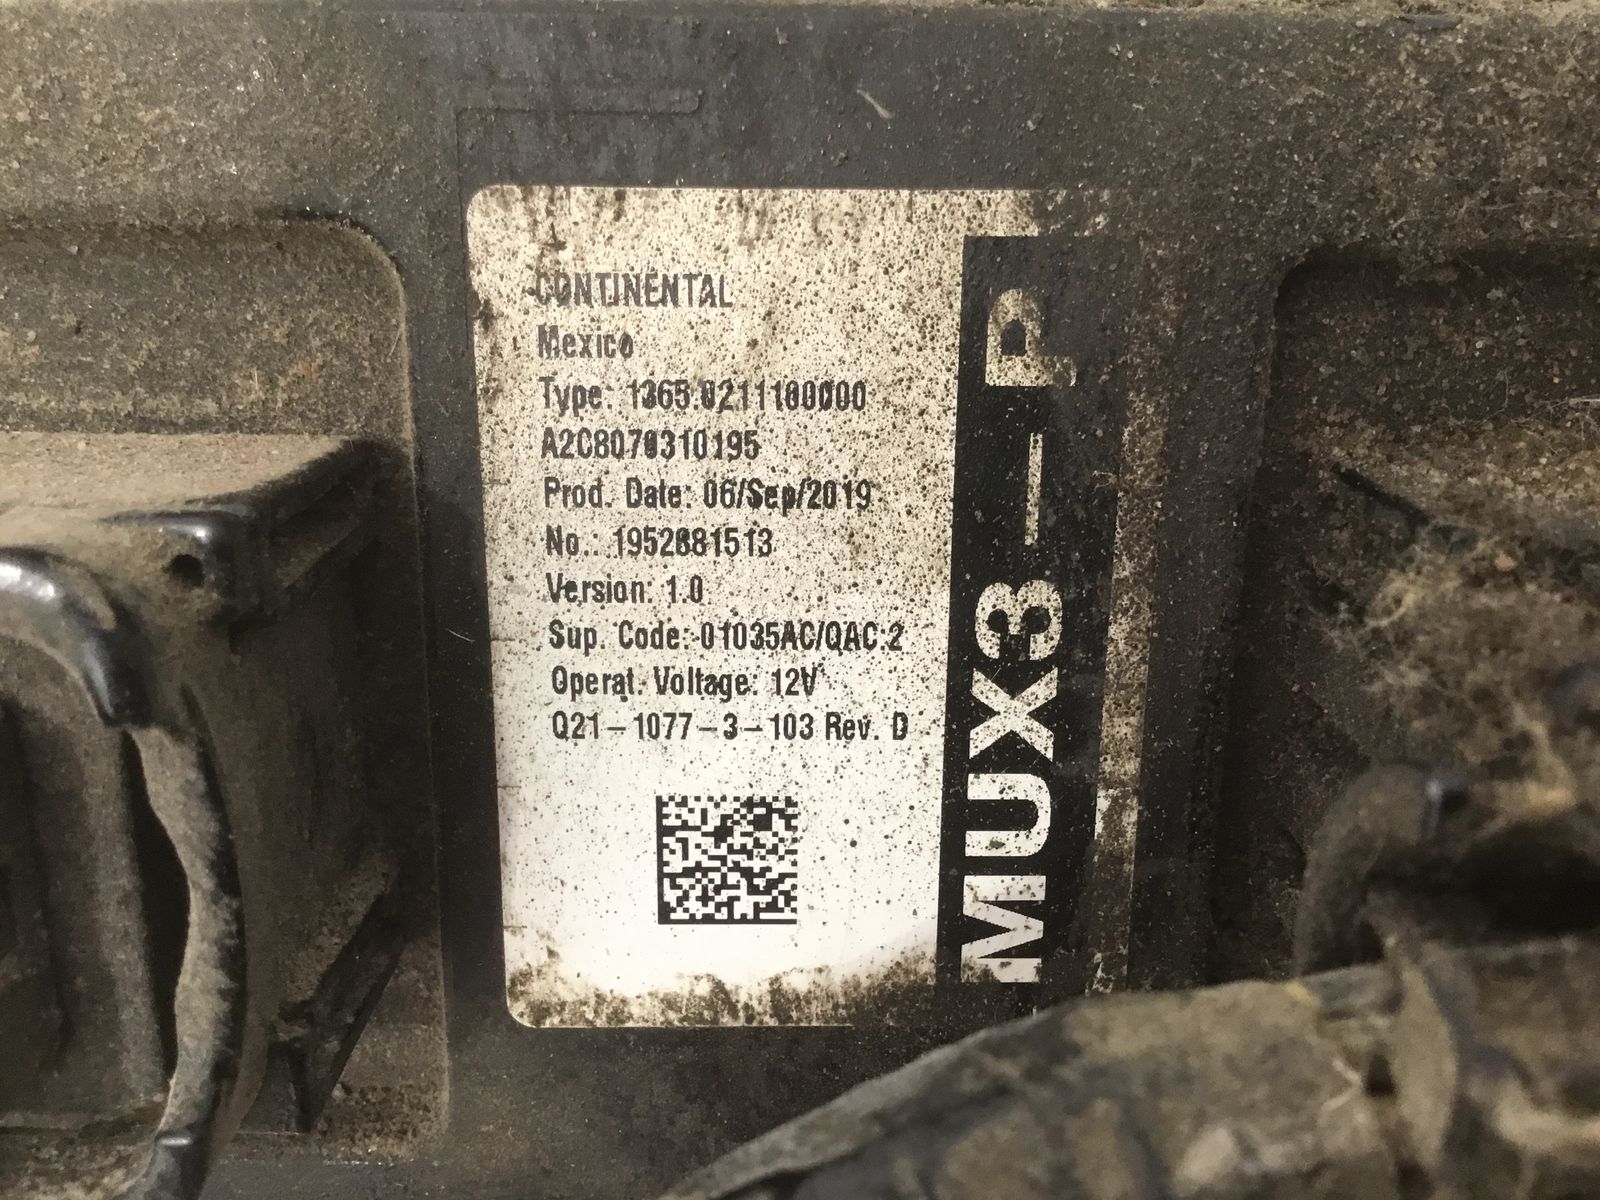 CONTINENTAL
Mexico
Type: 1365.0211100000
A2C8070310195
Prod. Date: 06/Sep/2019
No.: 1952681513
Version: 1.0
Sup. Code: 01035AC/QAC.2
Operat. Voltage: 12V
Q21-1077-3-103 Rev. D
MUX3-P